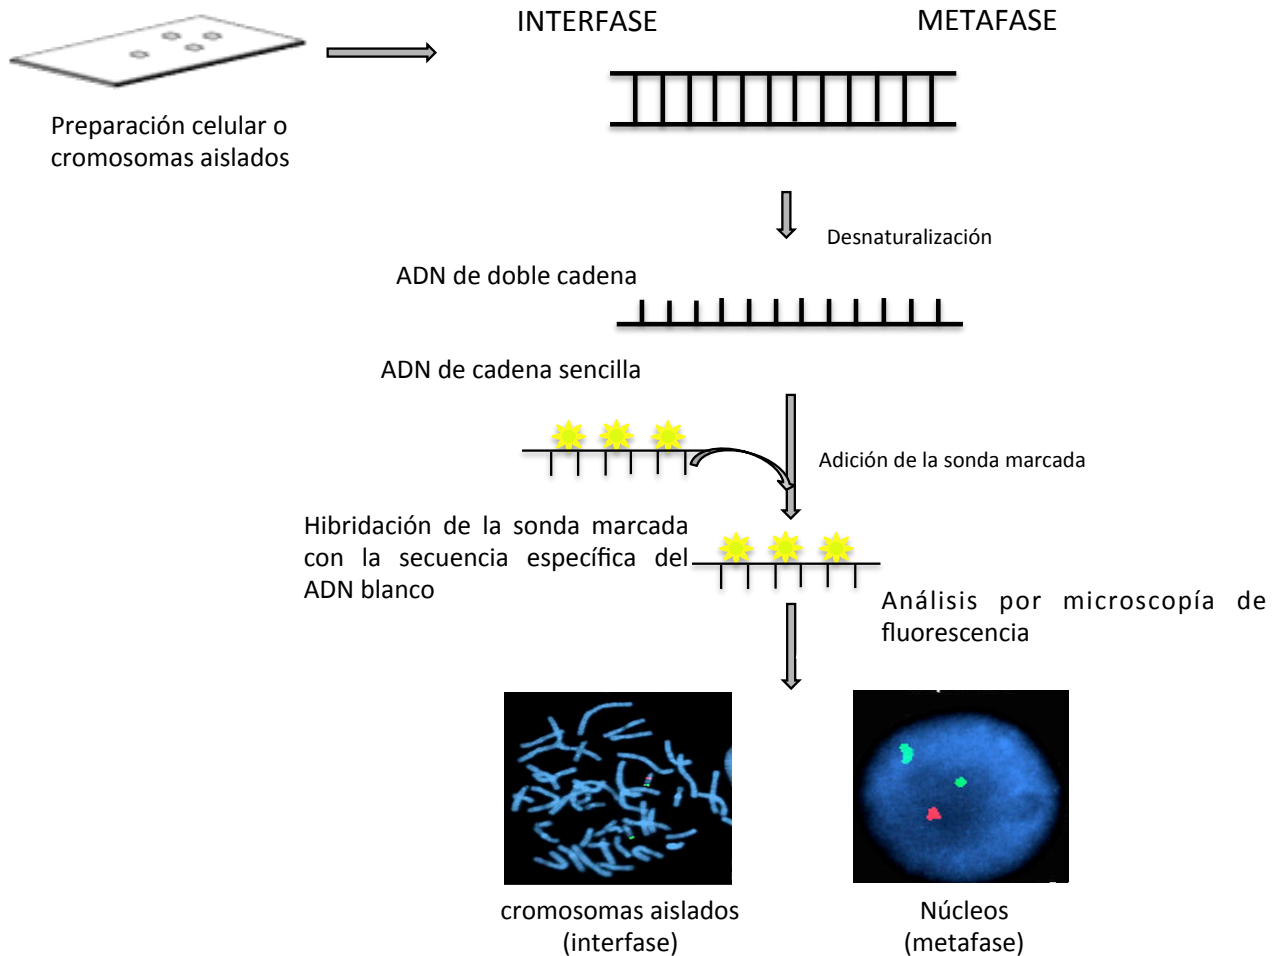 INTERFASE
METAFASE
Preparación celular o
cromosomas aislados
Desnaturalización
ADN de doble cadena
ADN de cadena sencilla
Adición de la sonda marcada
Hibridación de la sonda marcada
con la secuencia específica del
ADN blanco
Análisis por microscopía de
fluorescencia
cromosomas aislados
(interfase)
Núcleos
(metafase)